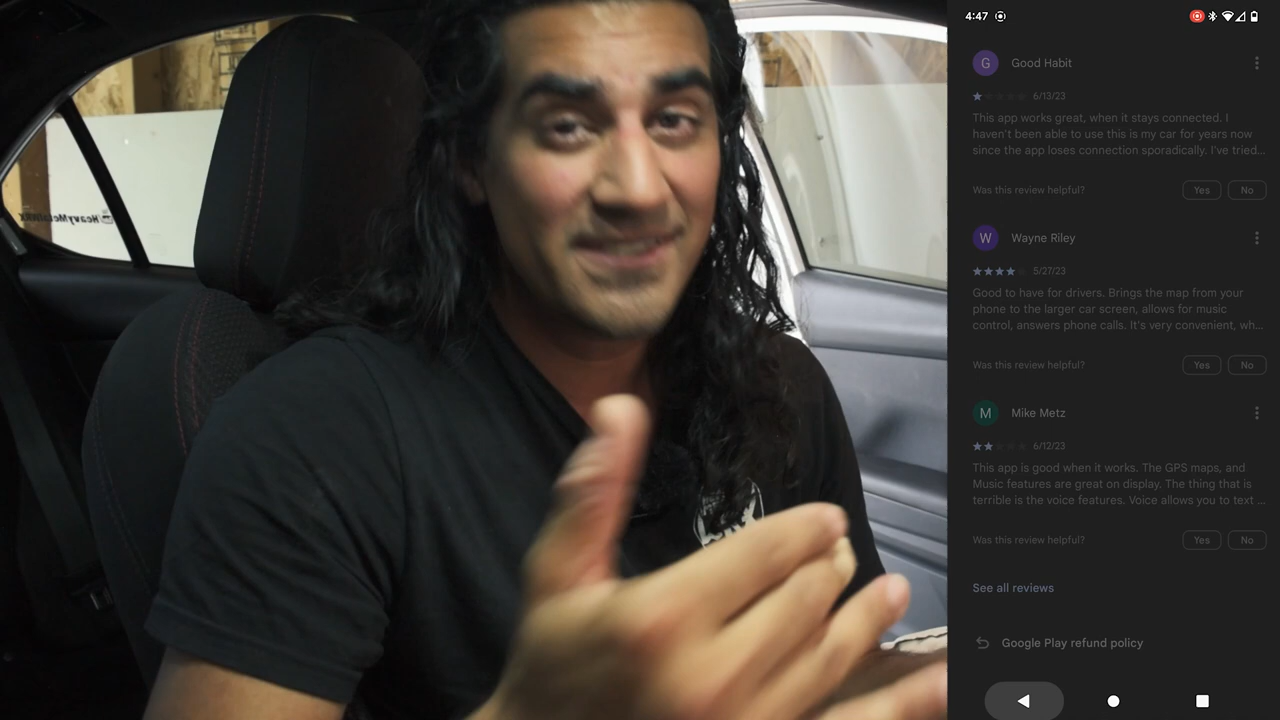 4:47
G Good Habit
6/13/23
This app works great, when it stays connected. I
haven't been able to use this is my car for years now
since the app loses connection sporadically. I've tried...
Was this review helpful? Yes No
W Wayne Riley
5/27/23
Good to have for drivers. Brings the map from your
phone to the larger car screen, allows for music
control, answers phone calls. It's very convenient, wh...
Was this review helpful? Yes No
M Mike Metz
6/12/23
This app is good when it works. The GPS maps, and
Music features are great on display. The thing that is
terrible is the voice features. Voice allows you to text ...
Was this review helpful? Yes No
See all reviews
Google Play refund policy